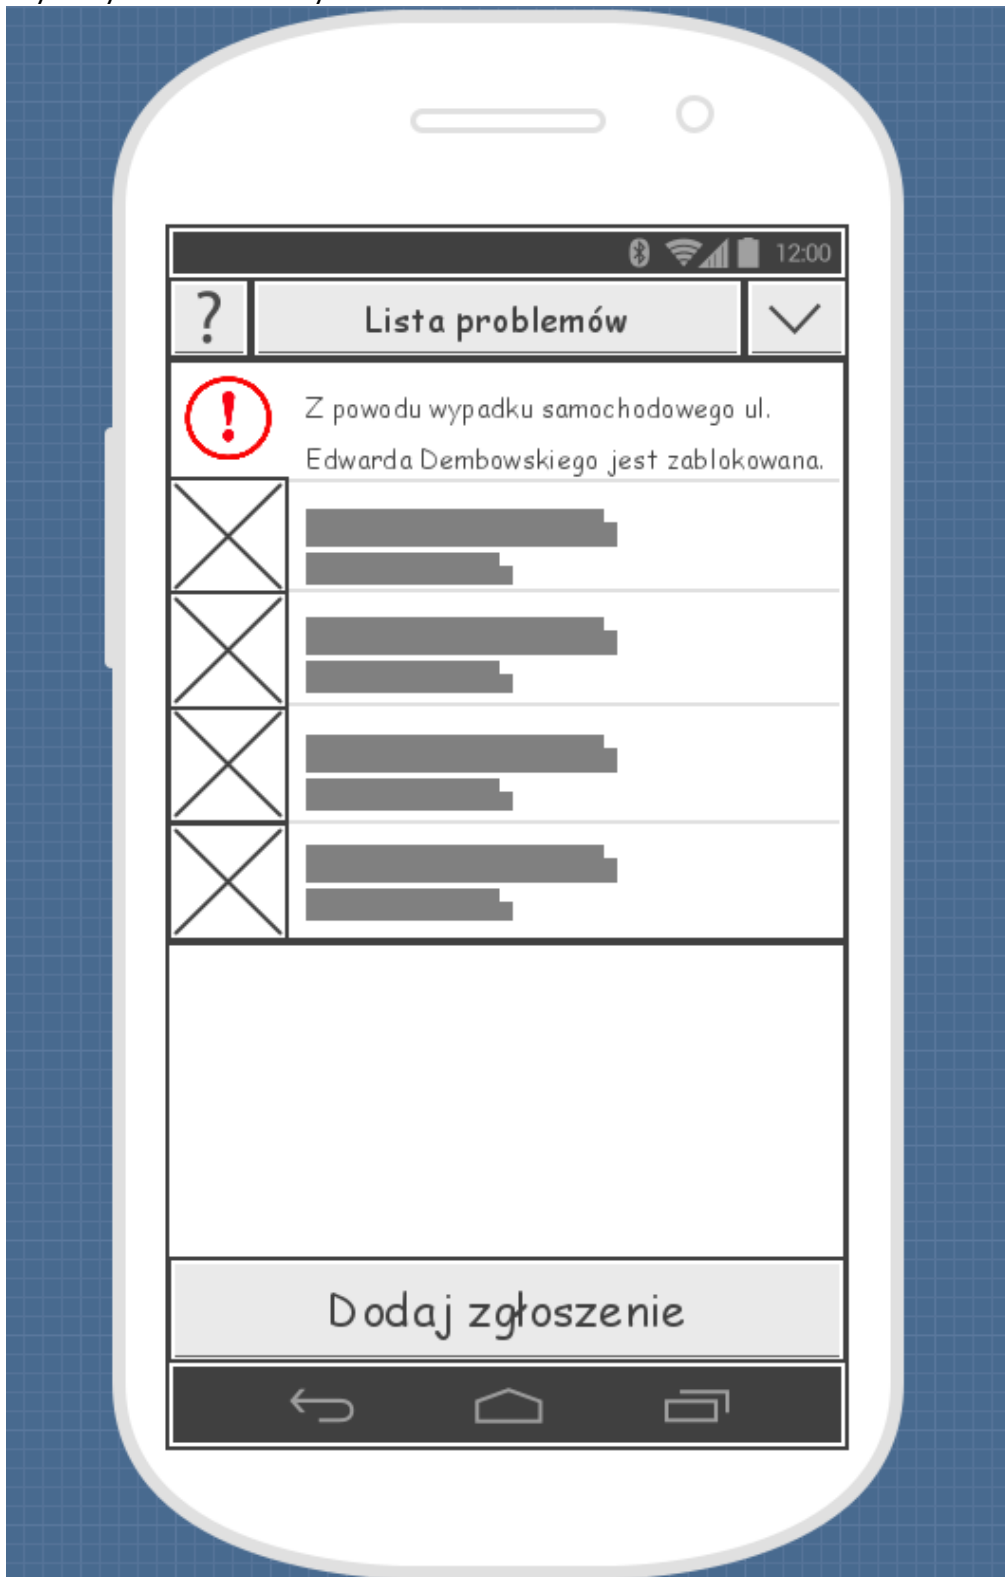 12:00
?
Lista problemów
!
Z powodu wypadku samochodowego ul.
Edwarda Dembowskiego jest zablokowana.
Dodaj zgłoszenie